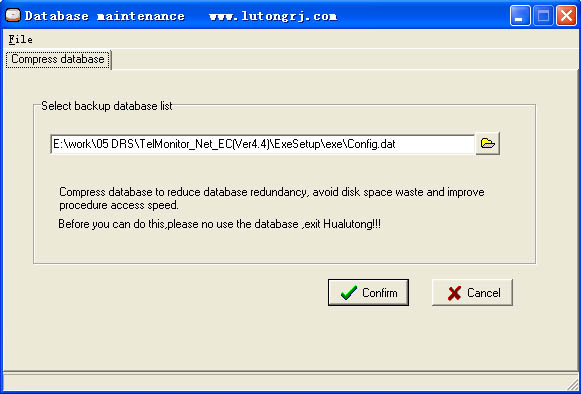 Database maintenance www.lutongrj.com
File
Compress database
Select backup database list
E:\work\05 DRS\TelMonitor_Net_EC(Ver4.4)\ExeSetup\exe\Config.dat
Compress database to reduce database redundancy, avoid disk space waste and improve
procedure access speed.
Before you can do this,please no use the database ,exit Hualutong!!!
Confirm
Cancel